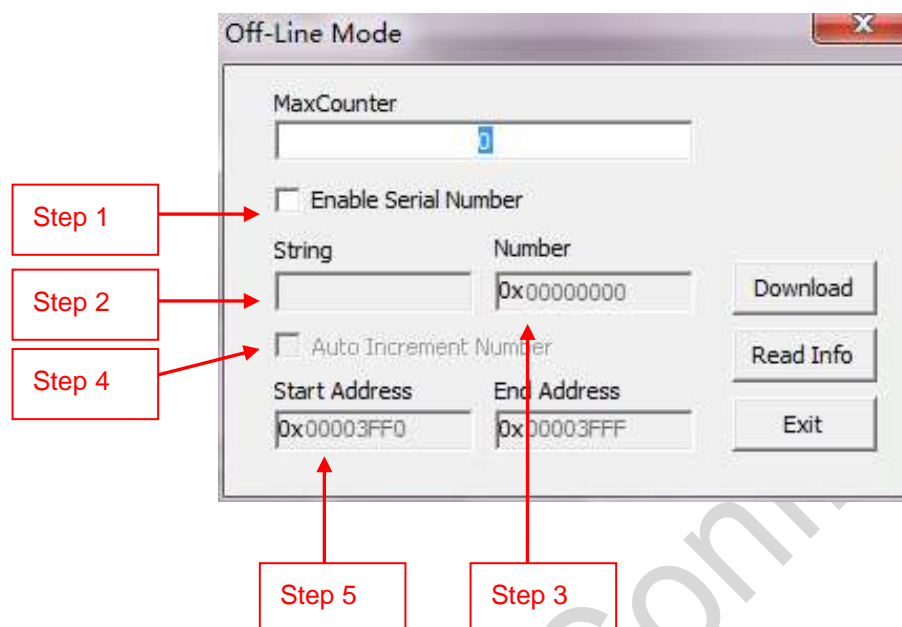 Off-Line Mode
MaxCounter
0
Step 1
Enable Serial Number
String Number
Step 2
0x00000000
Download
Step 4
Auto Increment Number
Read Info
Start Address End Address
0x00003FF0 0x00003FFF
Exit
Step 5 Step 3